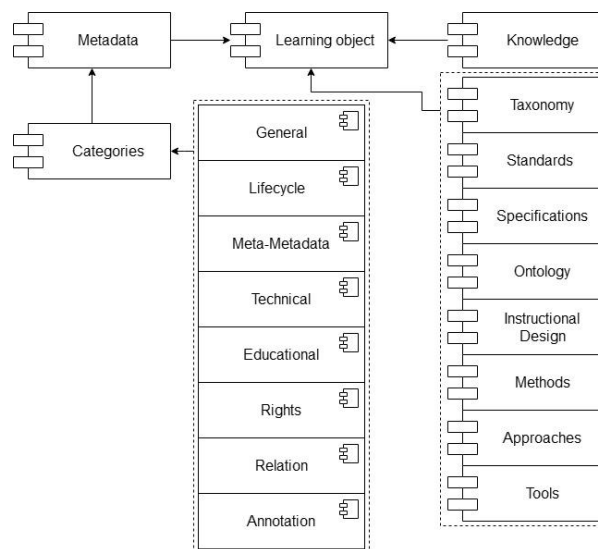 Metadata
Learning object
Knowledge
Categories
General
Lifecycle
Meta-Metadata
Technical
Educational
Rights
Relation
Annotation
Taxonomy
Standards
Specifications
Ontology
Instructional
Design
Methods
Approaches
Tools